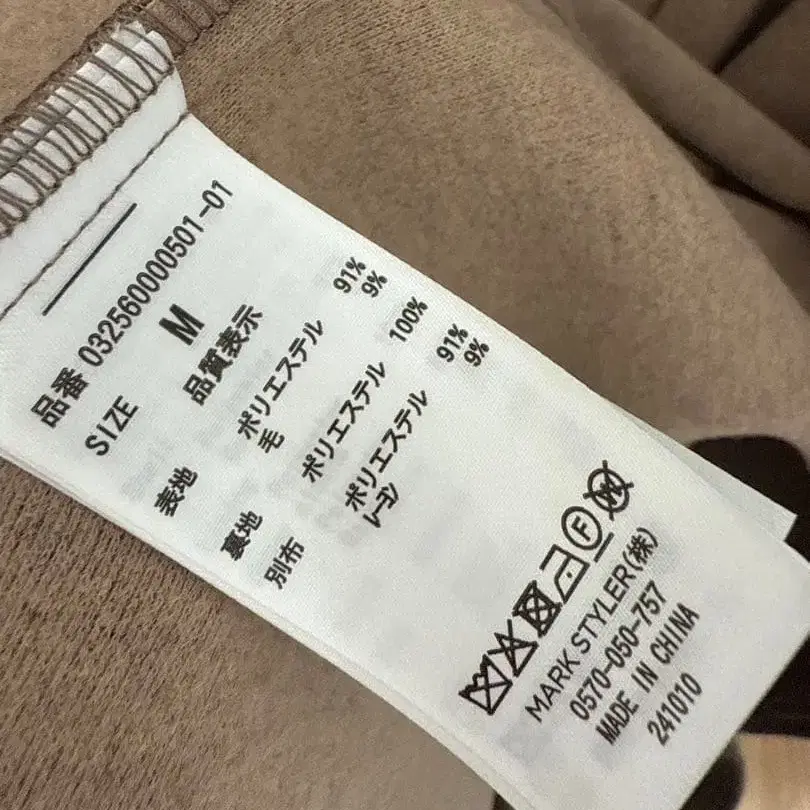 品番 032560000501-01
SIZE M
品質表示
表地 ポリエステル 91%
毛 9%
裏地 ポリエステル 100%
別布 ポリエステル 91%
レーヨン 9%
MARK STYLER(株)
0570-050-757
MADE IN CHINA
241010